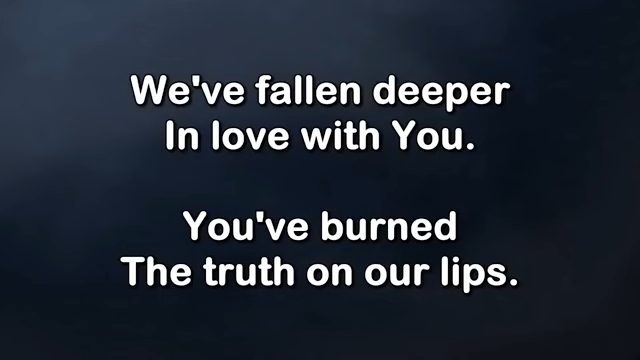 We've fallen deeper
In love with You.
You've burned
The truth on our lips.